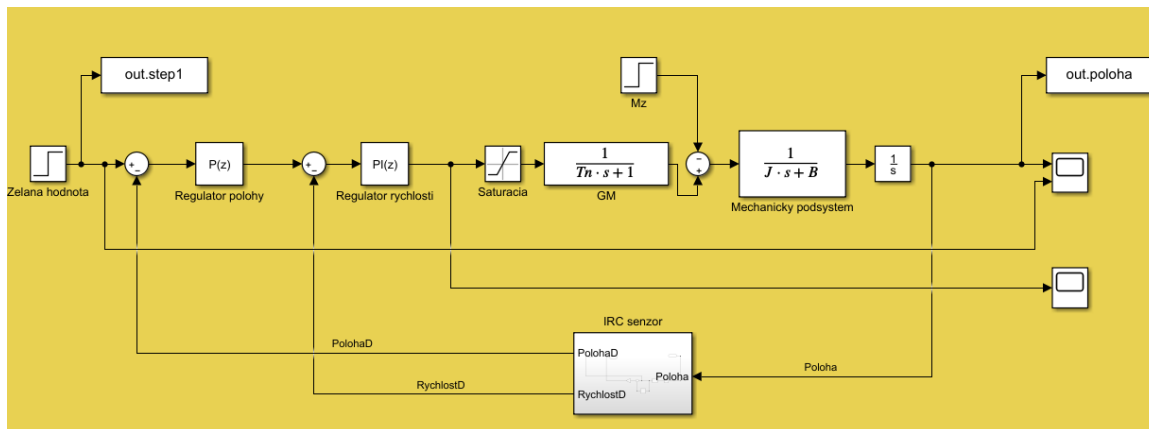 out.step1
out.poloha
Mz
Zelana hodnota
P(z)
Regulator polohy
PI(z)
Regulator rychlosti
Saturacia
1
Tn · s + 1
GM
1
J · s + B
Mechanicky podsystem
1
s
IRC senzor
PolohaD
PolohaD
Poloha
Poloha
RychlostD
RychlostD